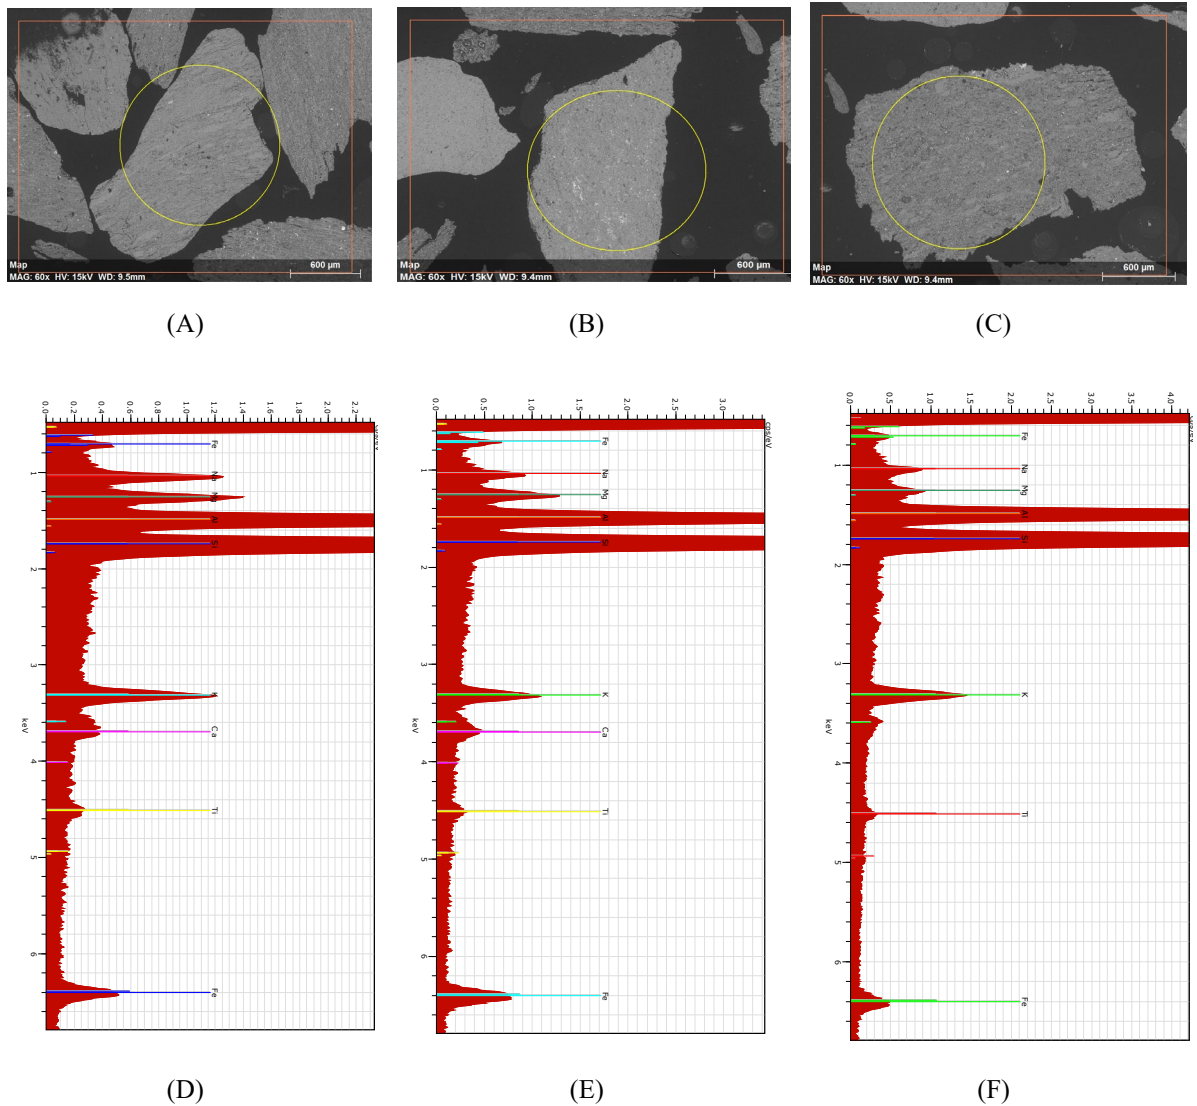 Map
MAG: 60x HV: 15kV WD: 9.5mm
600 µm
Map
MAG: 60x HV: 15kV WD: 9.4mm
600 µm
Map
MAG: 60x HV: 15kV WD: 9.4mm
600 µm
(A)
(B)
(C)
0.0 0.2 0.4 0.6 0.8 1.0 1.2 1.4 1.6 1.8 2.0 2.2
Fe
Na
Mg
Al
Si
K
Ca
Ti
Fe
1 2 3 4 5 6
keV
0.0 0.5 1.0 1.5 2.0 2.5 3.0
cps/eV
Fe
Na
Mg
Al
Si
K
Ca
Ti
Fe
1 2 3 4 5 6
keV
0.0 0.5 1.0 1.5 2.0 2.5 3.0 3.5 4.0
Fe
Na
Mg
Al
Si
K
Ti
Fe
1 2 3 4 5 6
keV
(D)
(E)
(F)